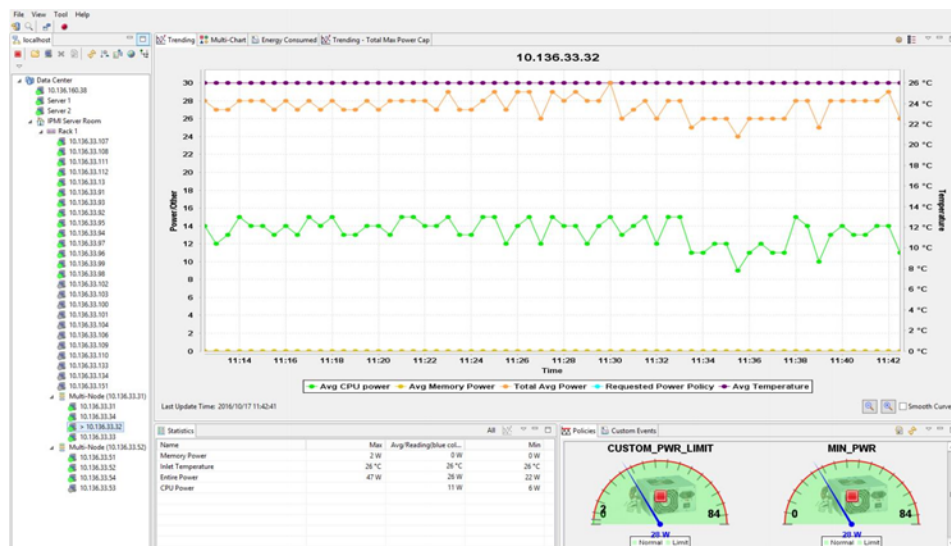 File View Tool Help
localhost
Data Center
10.136.160.38
Server 1
Server 2
IPMI Server Room
Rack 1
10.136.33.107
10.136.33.108
10.136.33.111
10.136.33.112
10.136.33.13
10.136.33.91
10.136.33.93
10.136.33.92
10.136.33.95
10.136.33.94
10.136.33.97
10.136.33.96
10.136.33.99
10.136.33.98
10.136.33.102
10.136.33.103
10.136.33.100
10.136.33.101
10.136.33.104
10.136.33.106
10.136.33.109
10.136.33.110
10.136.33.133
10.136.33.134
10.136.33.151
Multi-Node (10.136.33.31)
10.136.33.31
10.136.33.34
> 10.136.33.32
10.136.33.33
Multi-Node (10.136.33.52)
10.136.33.51
10.136.33.52
10.136.33.54
10.136.33.53
Trending Multi-Chart Energy Consumed Trending - Total Max Power Cap
10.136.33.32
Power/Other
30
28
26
24
22
20
18
16
14
12
10
8
6
4
2
0
26 °C
24 °C
22 °C
20 °C
18 °C
16 °C
14 °C
12 °C
10 °C
8 °C
6 °C
4 °C
2 °C
0 °C
Temperature
11:14 11:16 11:18 11:20 11:22 11:24 11:26 11:28 11:30 11:32 11:34 11:36 11:38 11:40 11:42
Time
Avg CPU power Avg Memory Power Total Avg Power Requested Power Policy Avg Temperature
Last Update Time: 2016/10/17 11:42:41
Smooth Curve
Statistics All
Name Max Avg/Reading(blue col... Min
Memory Power 2 W 0 W 0 W
Inlet Temperature 26 °C 26 °C 26 °C
Entire Power 47 W 26 W 22 W
CPU Power 11 W 6 W
Policies Custom Events
CUSTOM_PWR_LIMIT
0 84
28 W
Normal Limit
MIN_PWR
0 84
28 W
Normal Limit